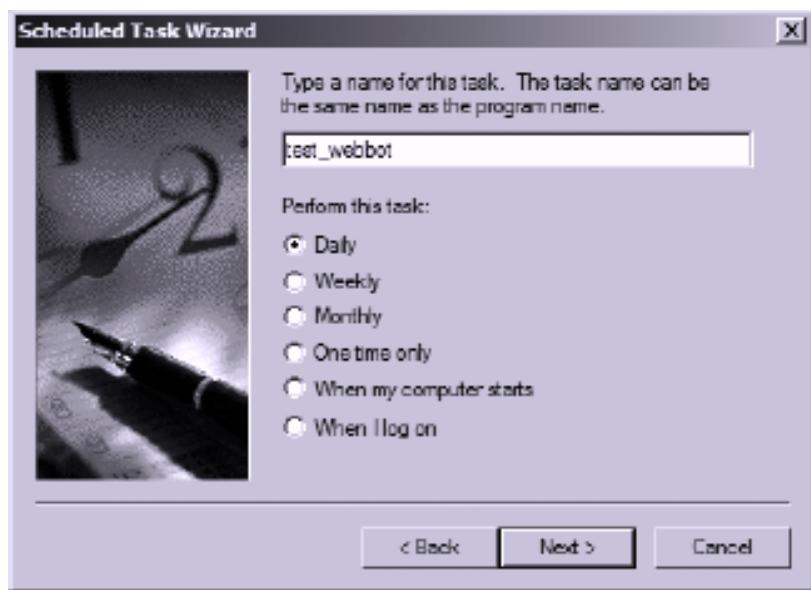 Scheduled Task Wizard
Type a name for this task. The task name can be
the same name as the program name.
test_webbot
Perform this task:
Daily
Weekly
Monthly
One time only
When my computer starts
When I log on
< Back
Next >
Cancel